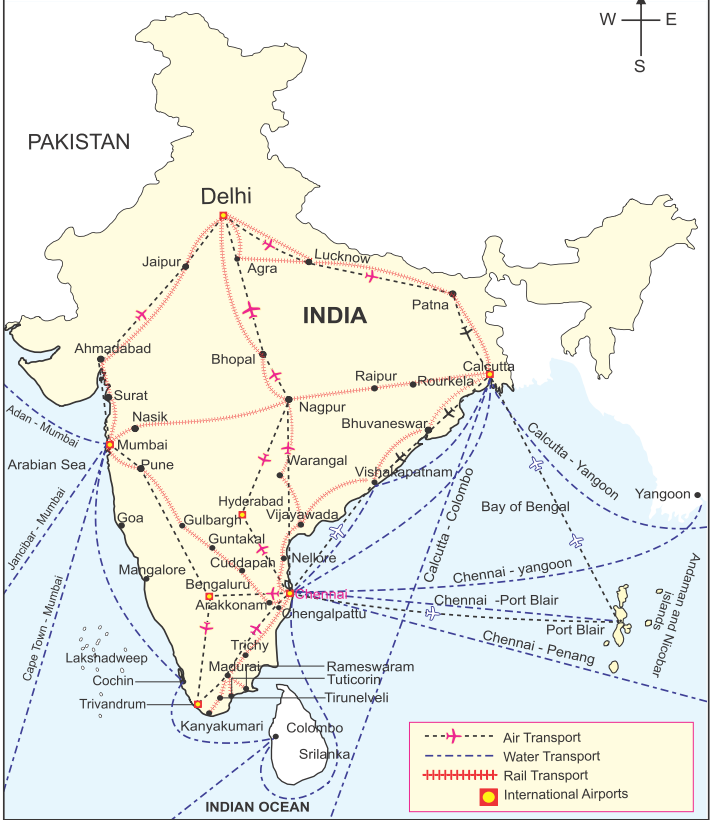 W
E
S
PAKISTAN
Delhi
Jaipur
Agra
Lucknow
Patna
INDIA
Ahmadabad
Bhopal
Calcutta
Surat
Raipur
Rourkela
Nagpur
Nasik
Adan - Mumbai
Bhuvaneswar
Mumbai
Calcutta - Yangoon
Arabian Sea
Pune
Warangal
Vishakapatnam
Yangoon
Jancibar - Mumbai
Hyderabad
Calcutta - Colombo
Bay of Bengal
Goa
Gulbargh
Vijayawada
Guntakal
Cuddapah
Nellore
Mangalore
Bengaluru
Chennai - yangoon
Arakkonam
Chennai
Chennai -Port Blair
Chengalpattu
Andaman and Nicobar
islands
Port Blair
Cape Town - Mumbai
Chennai - Penang
Trichy
Lakshadweep
Madurai
Rameswaram
Cochin
Tuticorin
Trivandrum
Tirunelveli
Kanyakumari
Colombo
Srilanka
INDIAN OCEAN
Air Transport
Water Transport
Rail Transport
International Airports